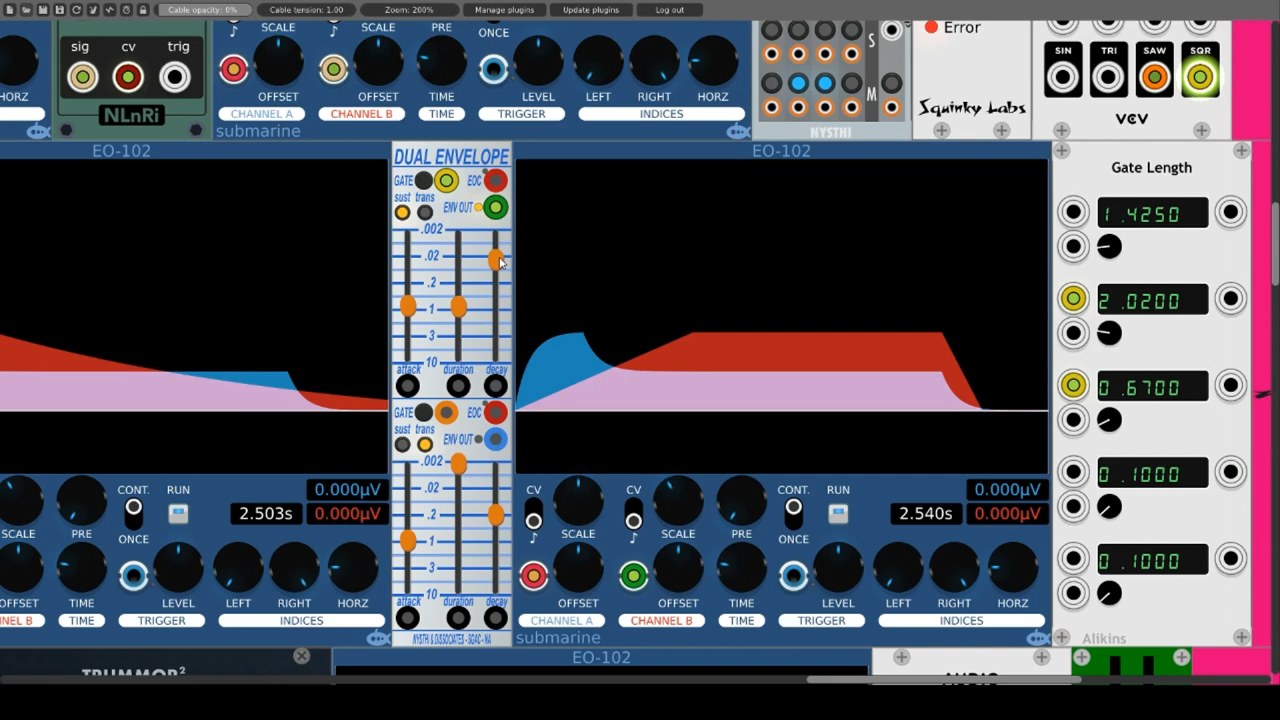 Cable opacity: 0%
Cable tension: 1.00
Zoom: 200%
Manage plugins
Update plugins
Log out
HORZ
sig cv trig
NLnRi
SCALE
OFFSET
CHANNEL A
SCALE
OFFSET
CHANNEL B
PRE
TIME
TIME
ONCE
LEVEL
TRIGGER
LEFT RIGHT HORZ
INDICES
submarine
S
M
NYSTHI
Error
Squinky Labs
SIN TRI SAW SQR
VCV
EO-102
DUAL ENVELOPE
GATE EOC
sust trans
ENV OUT
.002
.02
.2
1
3
10
attack duration decay
GATE EOC
sust trans
ENV OUT
.002
.02
.2
1
3
10
attack duration decay
NYSTHI & DISSOCIATES - SGAC - MA
EO-102
Gate Length
1.4250
2.0200
0.6700
0.1000
0.1000
Alikins
SCALE
PRE
CONT.
ONCE
RUN
2.503s
0.000µV
0.000µV
OFFSET
TIME
LEVEL
LEFT
RIGHT
HORZ
NEL B
TIME
TRIGGER
INDICES
CV
SCALE
CV
SCALE
PRE
CONT.
ONCE
RUN
2.540s
0.000µV
0.000µV
OFFSET
OFFSET
TIME
LEVEL
LEFT
RIGHT
HORZ
CHANNEL A
CHANNEL B
TIME
TRIGGER
INDICES
submarine
TRUMMOR²
EO-102
AUDIO